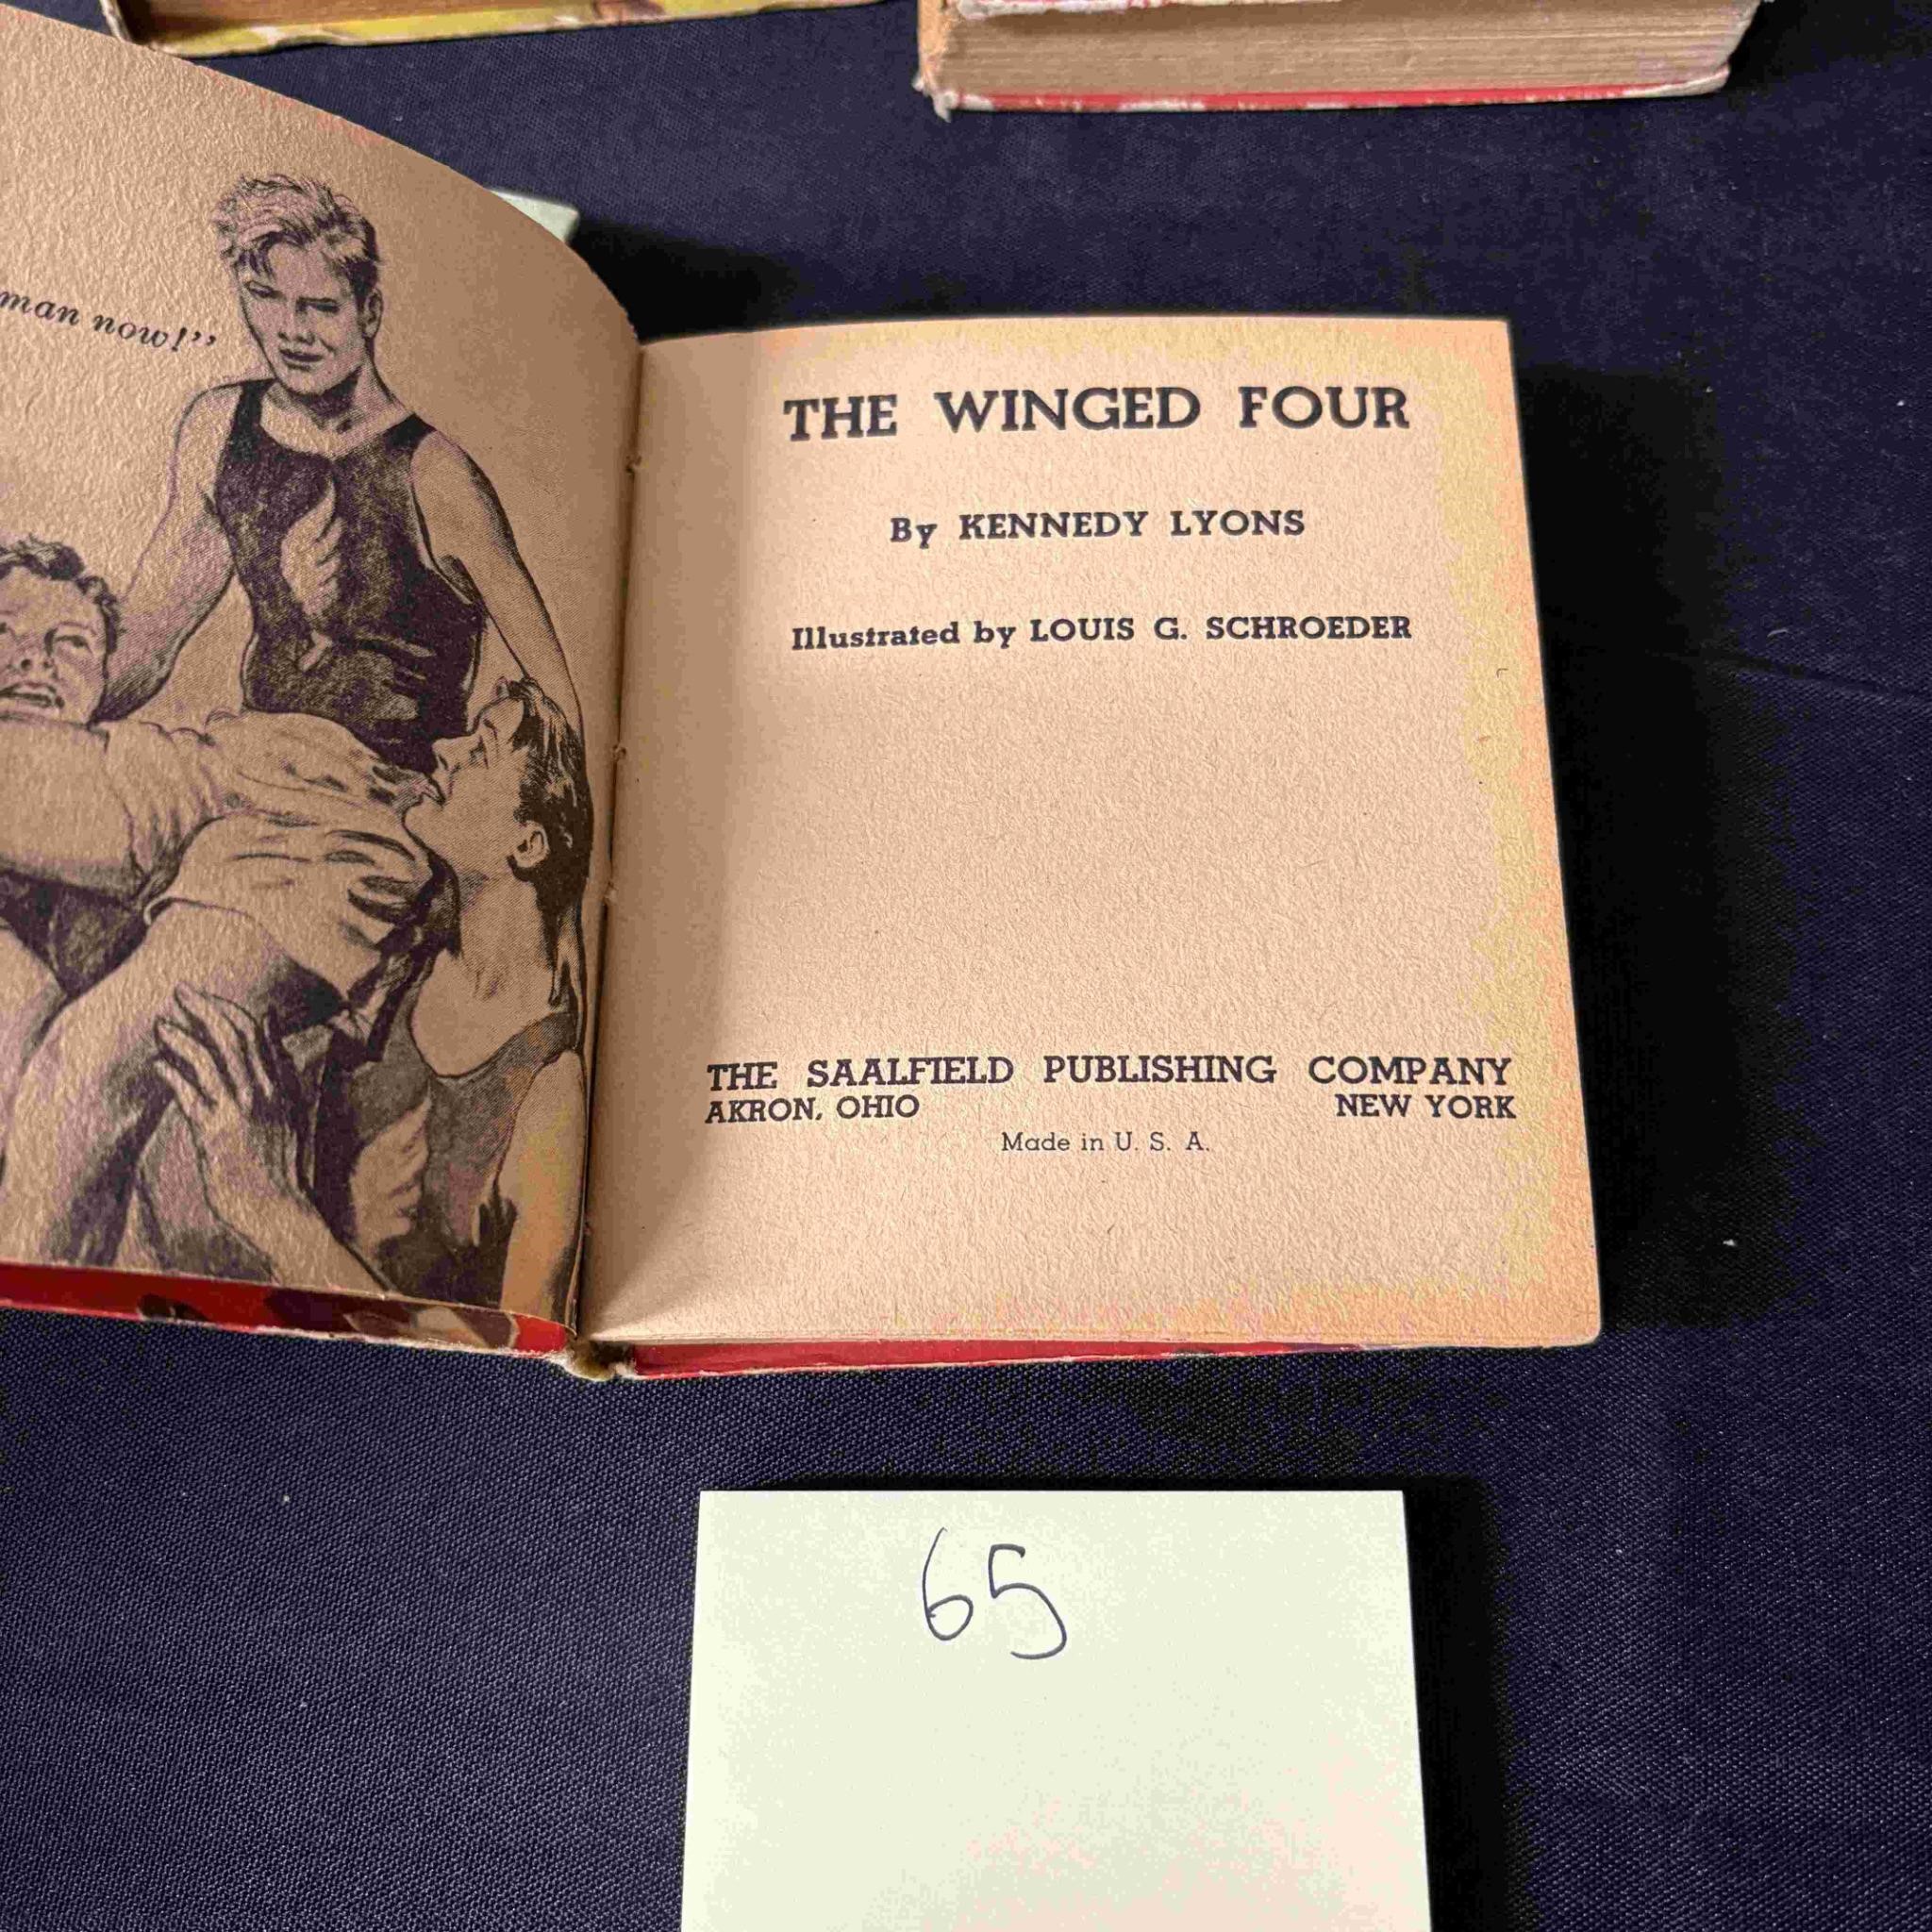 man now!”
THE WINGED FOUR
By KENNEDY LYONS
Illustrated by LOUIS G. SCHROEDER
THE SAALFIELD PUBLISHING COMPANY
AKRON, OHIO NEW YORK
Made in U. S. A.
65